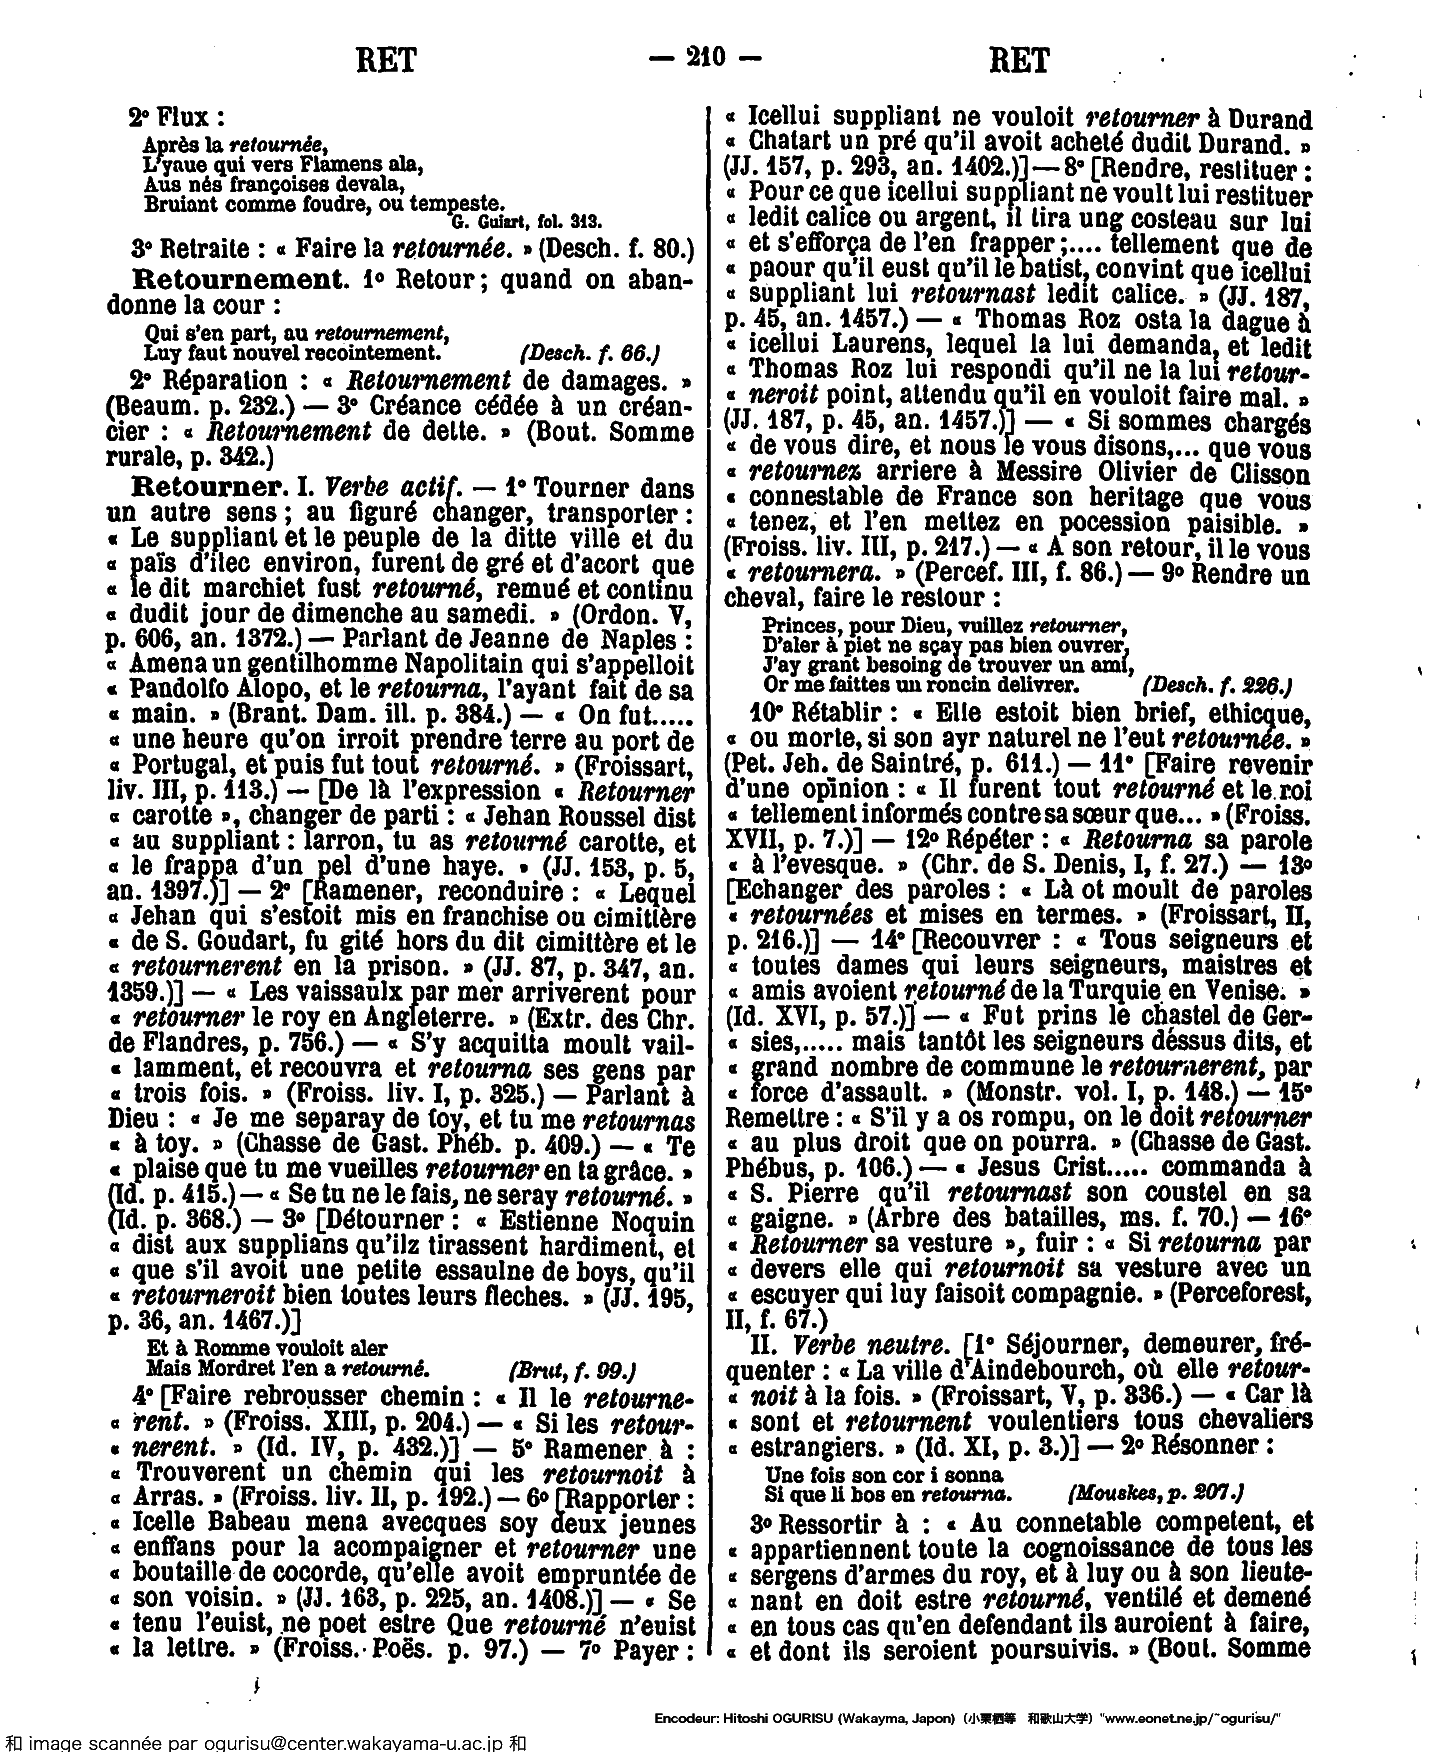 RET — 210 — RET
2º Flux :
Après la retournée,
L'yaue qui vers Flamens ala,
Aus nés françoises devala,
Bruiant comme foudre, ou tempeste.
G. Guiart, fol. 313.
3º Retraite : « Faire la retournée. » (Desch. f. 80.)
Retournement. 1º Retour ; quand on aban-
donne la cour :
Qui s'en part, au retournement,
Luy faut nouvel recointement. (Desch. f. 66.)
2º Réparation : « Retournement de damages. »
(Beaum. p. 232.) — 3º Créance cédée à un créan-
cier : « Retournement de dette. » (Bout. Somme
rurale, p. 342.)
Retourner. I. Verbe actif. — 1º Tourner dans
un autre sens ; au figuré changer, transporter :
« Le suppliant et le peuple de la ditte ville et du
« païs d'ilec environ, furent de gré et d'acort que
« le dit marchiet fust retourné, remué et continu
« dudit jour de dimenche au samedi. » (Ordon. V,
p. 606, an. 1372.) — Parlant de Jeanne de Naples :
« Amena un gentilhomme Napolitain qui s'appelloit
« Pandolfo Alopo, et le retourna, l'ayant fait de sa
« main. » (Brant. Dam. ill. p. 384.) — « On fut.....
« une heure qu'on irroit prendre terre au port de
« Portugal, et puis fut tout retourné. » (Froissart,
liv. III, p. 113.) — [De là l'expression « Retourner
« carotte », changer de parti : « Jehan Roussel dist
« au suppliant : larron, tu as retourné carotte, et
« le frappa d'un pel d'une haye. » (JJ. 153, p. 5,
an. 1397.)] — 2º [Ramener, reconduire : « Lequel
« Jehan qui s'estoit mis en franchise ou cimittère
« de S. Goudart, fu gité hors du dit cimittère et le
« retournerent en la prison. » (JJ. 87, p. 347, an.
1359.)] — « Les vaissaulx par mer arriverent pour
« retourner le roy en Angleterre. » (Extr. des Chr.
de Flandres, p. 756.) — « S'y acquitta moult vail-
« lamment, et recouvra et retourna ses gens par
« trois fois. » (Froiss. liv. I, p. 325.) — Parlant à
Dieu : « Je me separay de toy, et tu me retournas
« à toy. » (Chasse de Gast. Phéb. p. 409.) — « Te
« plaise que tu me vueilles retourner en ta grâce. »
(Id. p. 415.) — « Se tu ne le fais, ne seray retourné. »
(Id. p. 368.) — 3º [Détourner : « Estienne Noquin
« dist aux supplians qu'ilz tirassent hardiment, et
« que s'il avoit une petite essaulne de boys, qu'il
« retourneroit bien toutes leurs fleches. » (JJ. 195,
p. 36, an. 1467.)]
Et à Romme vouloit aler
Mais Mordret l'en a retourné. (Brut, f. 99.)
4º [Faire rebrousser chemin : « Il le retourne-
« rent. » (Froiss. XIII, p. 204.) — « Si les retour-
« nerent. » (Id. IV, p. 432.)] — 5º Ramener à :
« Trouverent un chemin qui les retournoit à
« Arras. » (Froiss. liv. II, p. 192.) — 6º [Rapporter :
« Icelle Babeau mena avecques soy deux jeunes
« enffans pour la acompaigner et retourner une
« boutaille de cocorde, qu'elle avoit empruntée de
« son voisin. » (JJ. 163, p. 225, an. 1408.)] — « Se
« tenu l'euist, ne poet estre Que retourné n'euist
« la lettre. » (Froiss. Poës. p. 97.) — 7º Payer :
« Icellui suppliant ne vouloit retourner à Durand
« Chatart un pré qu'il avoit acheté dudit Durand. »
(JJ. 157, p. 293, an. 1402.)] — 8º [Rendre, restituer :
« Pour ce que icellui suppliant ne voult lui restituer
« ledit calice ou argent, il tira ung costeau sur lui
« et s'efforça de l'en frapper ;.... tellement que de
« paour qu'il eust qu'il le batist, convint que icellui
« suppliant lui retournast ledit calice. » (JJ. 187,
p. 45, an. 1457.) — « Thomas Roz osta la dague à
« icellui Laurens, lequel la lui demanda, et ledit
« Thomas Roz lui respondi qu'il ne la lui retour-
« neroit point, attendu qu'il en vouloit faire mal. »
(JJ. 187, p. 45, an. 1457.)] — « Si sommes chargés
« de vous dire, et nous le vous disons,... que vous
« retournez arriere à Messire Olivier de Clisson
« connestable de France son heritage que vous
« tenez, et l'en mettez en pocession paisible. »
(Froiss. liv. III, p. 217.) — « A son retour, il le vous
« retournera. » (Percef. III, f. 86.) — 9º Rendre un
cheval, faire le restour :
Princes, pour Dieu, vuillez retourner,
D'aler à piet ne sçay pas bien ouvrer,
J'ay grant besoing de trouver un ami,
Or me faittes un roncin delivrer. (Desch. f. 226.)
10º Rétablir : « Elle estoit bien brief, ethicque,
« ou morte, si son ayr naturel ne l'eut retournée. »
(Pet. Jeh. de Saintré, p. 611.) — 11º [Faire revenir
d'une opinion : « Il furent tout retourné et le roi
« tellement informés contre sa sœur que... » (Froiss.
XVII, p. 7.)] — 12º Répéter : « Retourna sa parole
« à l'evesque. » (Chr. de S. Denis, I, f. 27.) — 13º
[Echanger des paroles : « Là ot moult de paroles
« retournées et mises en termes. » (Froissart, II,
p. 216.)] — 14º [Recouvrer : « Tous seigneurs et
« toutes dames qui leurs seigneurs, maistres et
« amis avoient retourné de la Turquie en Venise. »
(Id. XVI, p. 57.)] — « Fut prins le chastel de Ger-
« sies,..... mais tantôt les seigneurs déssus dits, et
« grand nombre de commune le retournerent, par
« force d'assault. » (Monstr. vol. I, p. 148.) — 15º
Remettre : « S'il y a os rompu, on le doit retourner
« au plus droit que on pourra. » (Chasse de Gast.
Phébus, p. 106.) — « Jesus Crist..... commanda à
« S. Pierre qu'il retournast son coustel en sa
« gaigne. » (Arbre des batailles, ms. f. 70.) — 16º
« Retourner sa vesture », fuir : « Si retourna par
« devers elle qui retournoit sa vesture avec un
« escuyer qui luy faisoit compagnie. » (Perceforest,
II, f. 67.)
II. Verbe neutre. [1º Séjourner, demeurer, fré-
quenter : « La ville d'Aindebourch, où elle retour-
« noit à la fois. » (Froissart, V, p. 336.) — « Car là
« sont et retournent voulentiers tous chevaliers
« estrangiers. » (Id. XI, p. 3.)] — 2º Résonner :
Une fois son cor i sonna
Si que li bos en retourna. (Mouskes, p. 207.)
3º Ressortir à : « Au connetable competent, et
« appartiennent toute la cognoissance de tous les
« sergens d'armes du roy, et à luy ou à son lieute-
« nant en doit estre retourné, ventilé et demené
« en tous cas qu'en defendant ils auroient à faire,
« et dont ils seroient poursuivis. » (Bout. Somme
Encodeur: Hitoshi OGURISU (Wakayma, Japon) (小栗栖等 和歌山大学) "www.eonet.ne.jp/~ogurisu/"
和 image scannée par ogurisu@center.wakayama-u.ac.jp 和